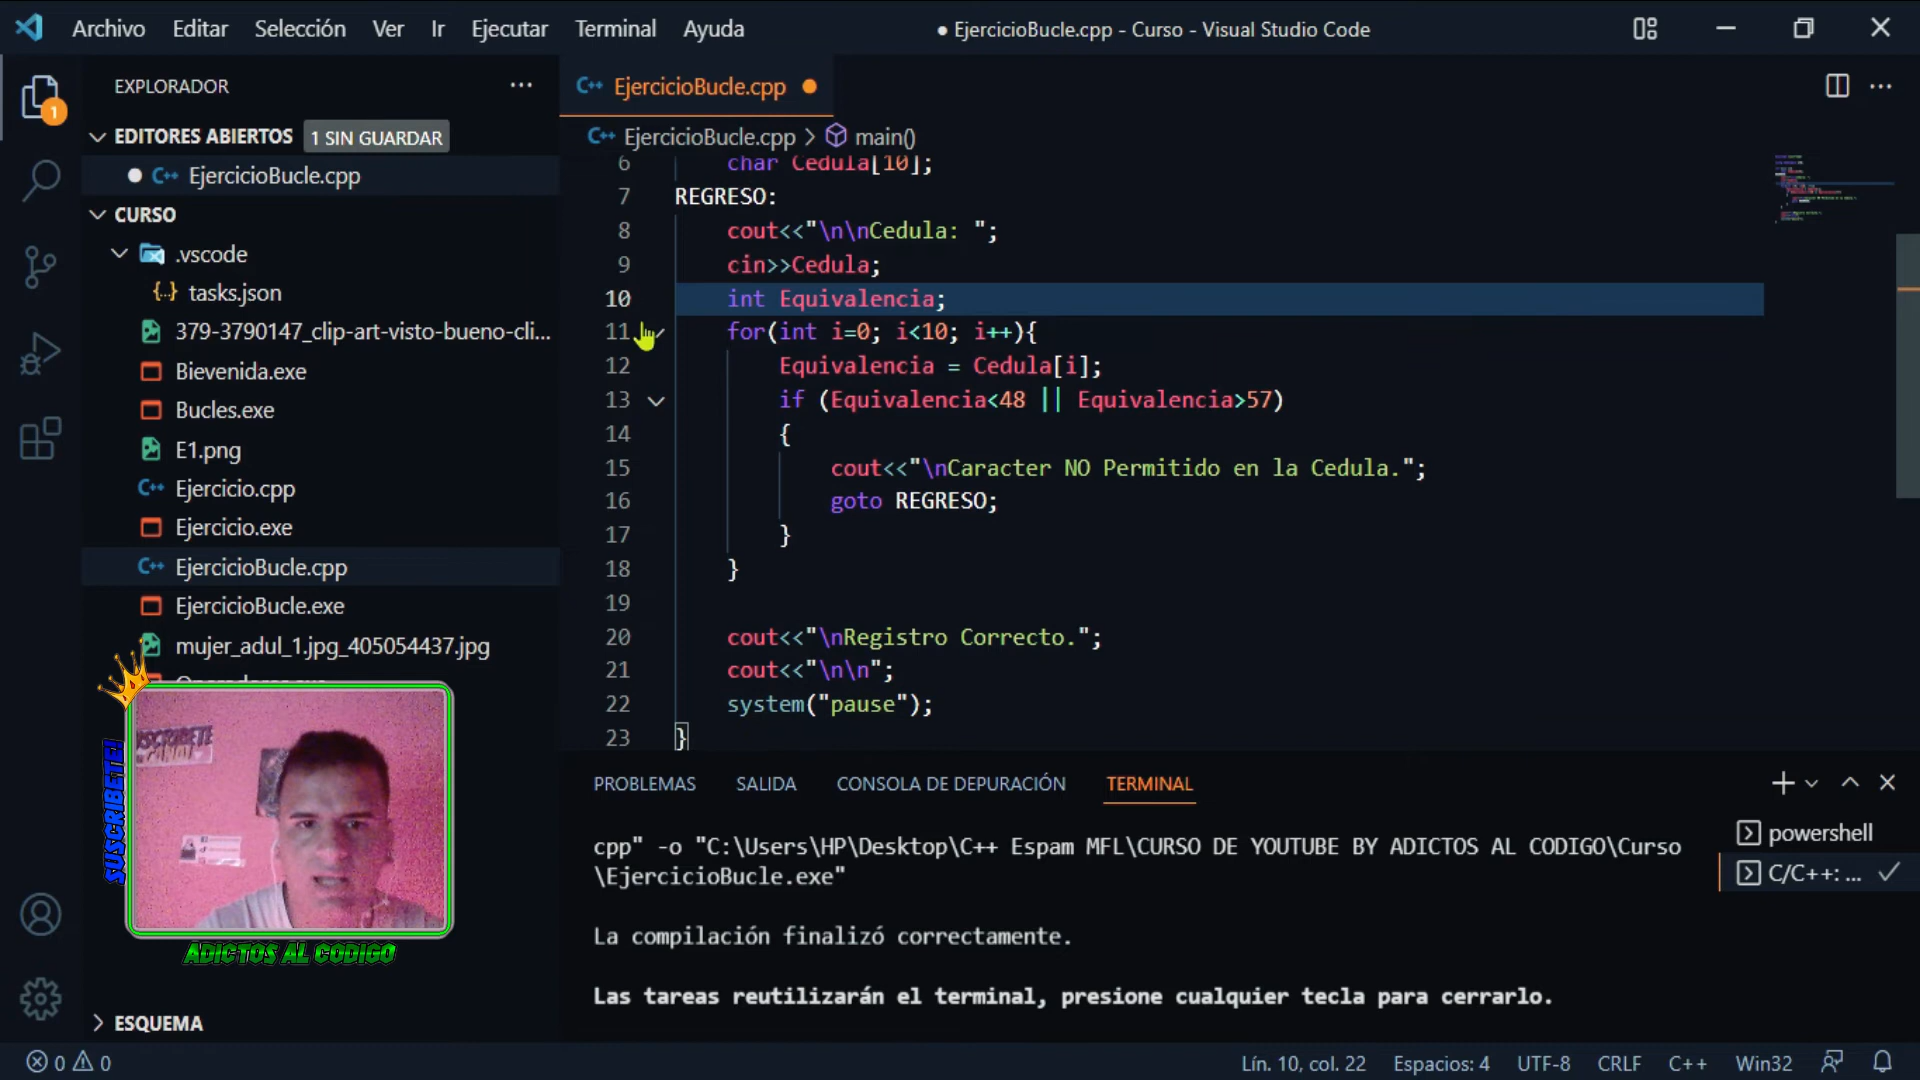 Archivo Editar Selección Ver Ir Ejecutar Terminal Ayuda
● EjercicioBucle.cpp - Curso - Visual Studio Code
EXPLORADOR
EDITORES ABIERTOS 1 SIN GUARDAR
EjercicioBucle.cpp
CURSO
.vscode
tasks.json
379-3790147_clip-art-visto-bueno-cli...
Bievenida.exe
Bucles.exe
E1.png
Ejercicio.cpp
Ejercicio.exe
EjercicioBucle.cpp
EjercicioBucle.exe
mujer_adul_1.jpg_405054437.jpg
SUSCRIBETE!
ADICTOS AL CODIGO
ESQUEMA
1
EjercicioBucle.cpp
EjercicioBucle.cpp > main()
6 char Cedula[10];
7 REGRESO:
8 cout<<"\n\nCedula: ";
9 cin>>Cedula;
10 int Equivalencia;
11 for(int i=0; i<10; i++){
12 Equivalencia = Cedula[i];
13 if (Equivalencia<48 || Equivalencia>57)
14 {
15 cout<<"\nCaracter NO Permitido en la Cedula.";
16 goto REGRESO;
17 }
18 }
19
20 cout<<"\nRegistro Correcto.";
21 cout<<"\n\n";
22 system("pause");
23 }
PROBLEMAS SALIDA CONSOLA DE DEPURACIÓN TERMINAL
cpp" -o "C:\Users\HP\Desktop\C++ Espam MFL\CURSO DE YOUTUBE BY ADICTOS AL CODIGO\Curso
\EjercicioBucle.exe"
La compilación finalizó correctamente.
Las tareas reutilizarán el terminal, presione cualquier tecla para cerrarlo.
powershell
C/C++: ...
0 0
Lín. 10, col. 22 Espacios: 4 UTF-8 CRLF C++ Win32